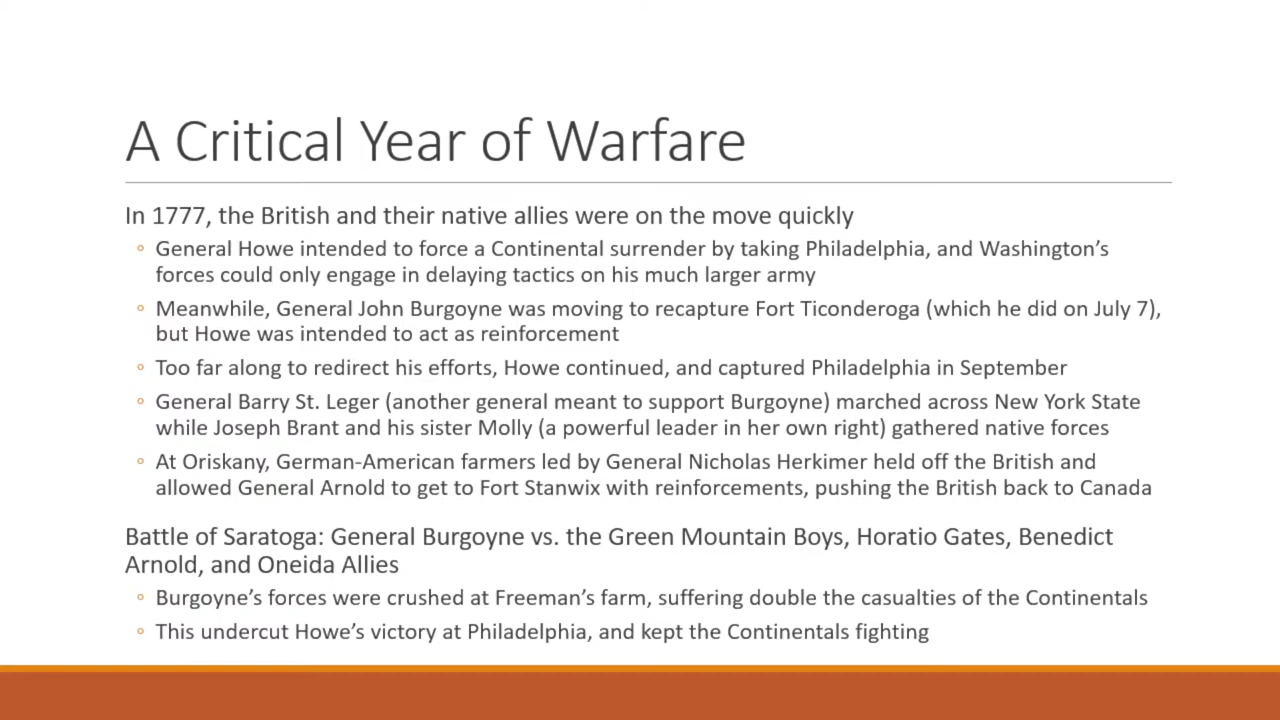 A Critical Year of Warfare
In 1777, the British and their native allies were on the move quickly
◦ General Howe intended to force a Continental surrender by taking Philadelphia, and Washington’s
forces could only engage in delaying tactics on his much larger army
◦ Meanwhile, General John Burgoyne was moving to recapture Fort Ticonderoga (which he did on July 7),
but Howe was intended to act as reinforcement
◦ Too far along to redirect his efforts, Howe continued, and captured Philadelphia in September
◦ General Barry St. Leger (another general meant to support Burgoyne) marched across New York State
while Joseph Brant and his sister Molly (a powerful leader in her own right) gathered native forces
◦ At Oriskany, German-American farmers led by General Nicholas Herkimer held off the British and
allowed General Arnold to get to Fort Stanwix with reinforcements, pushing the British back to Canada
Battle of Saratoga: General Burgoyne vs. the Green Mountain Boys, Horatio Gates, Benedict
Arnold, and Oneida Allies
◦ Burgoyne’s forces were crushed at Freeman’s farm, suffering double the casualties of the Continentals
◦ This undercut Howe’s victory at Philadelphia, and kept the Continentals fighting